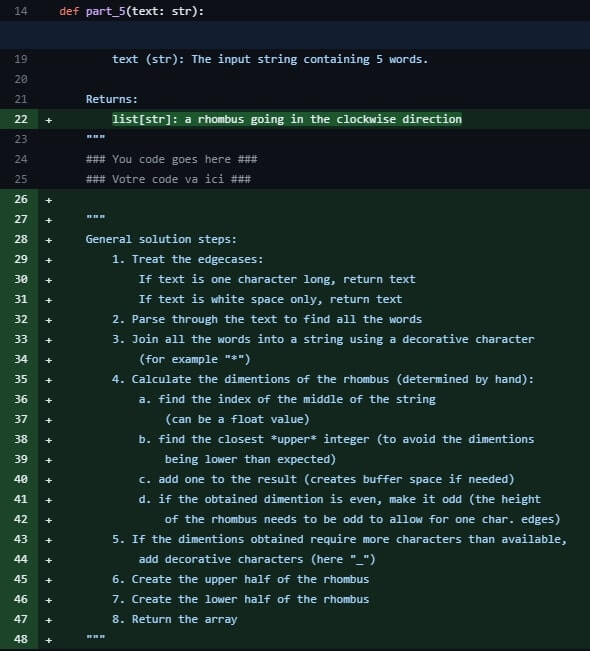 14 def part_5(text: str):
19 text (str): The input string containing 5 words.
20
21 Returns:
22 + list[str]: a rhombus going in the clockwise direction
23 """
24 ### You code goes here ###
25 ### Votre code va ici ###
26 +
27 + """
28 + General solution steps:
29 + 1. Treat the edgecases:
30 + If text is one character long, return text
31 + If text is white space only, return text
32 + 2. Parse through the text to find all the words
33 + 3. Join all the words into a string using a decorative character
34 + (for example "*")
35 + 4. Calculate the dimentions of the rhombus (determined by hand):
36 + a. find the index of the middle of the string
37 + (can be a float value)
38 + b. find the closest *upper* integer (to avoid the dimentions
39 + being lower than expected)
40 + c. add one to the result (creates buffer space if needed)
41 + d. if the obtained dimention is even, make it odd (the height
42 + of the rhombus needs to be odd to allow for one char. edges)
43 + 5. If the dimentions obtained require more characters than available,
44 + add decorative characters (here "_")
45 + 6. Create the upper half of the rhombus
46 + 7. Create the lower half of the rhombus
47 + 8. Return the array
48 + """